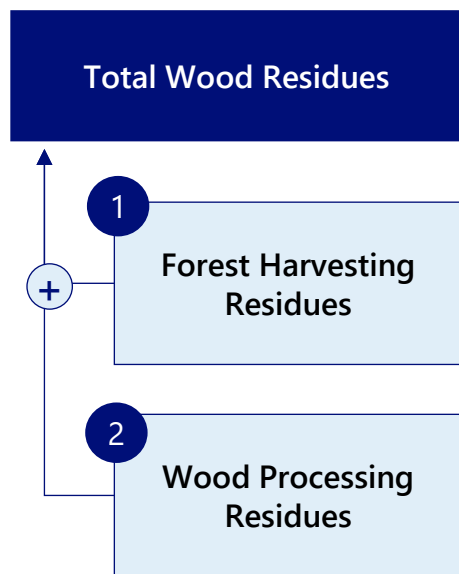 Total Wood Residues
1
Forest Harvesting
Residues
+
2
Wood Processing
Residues